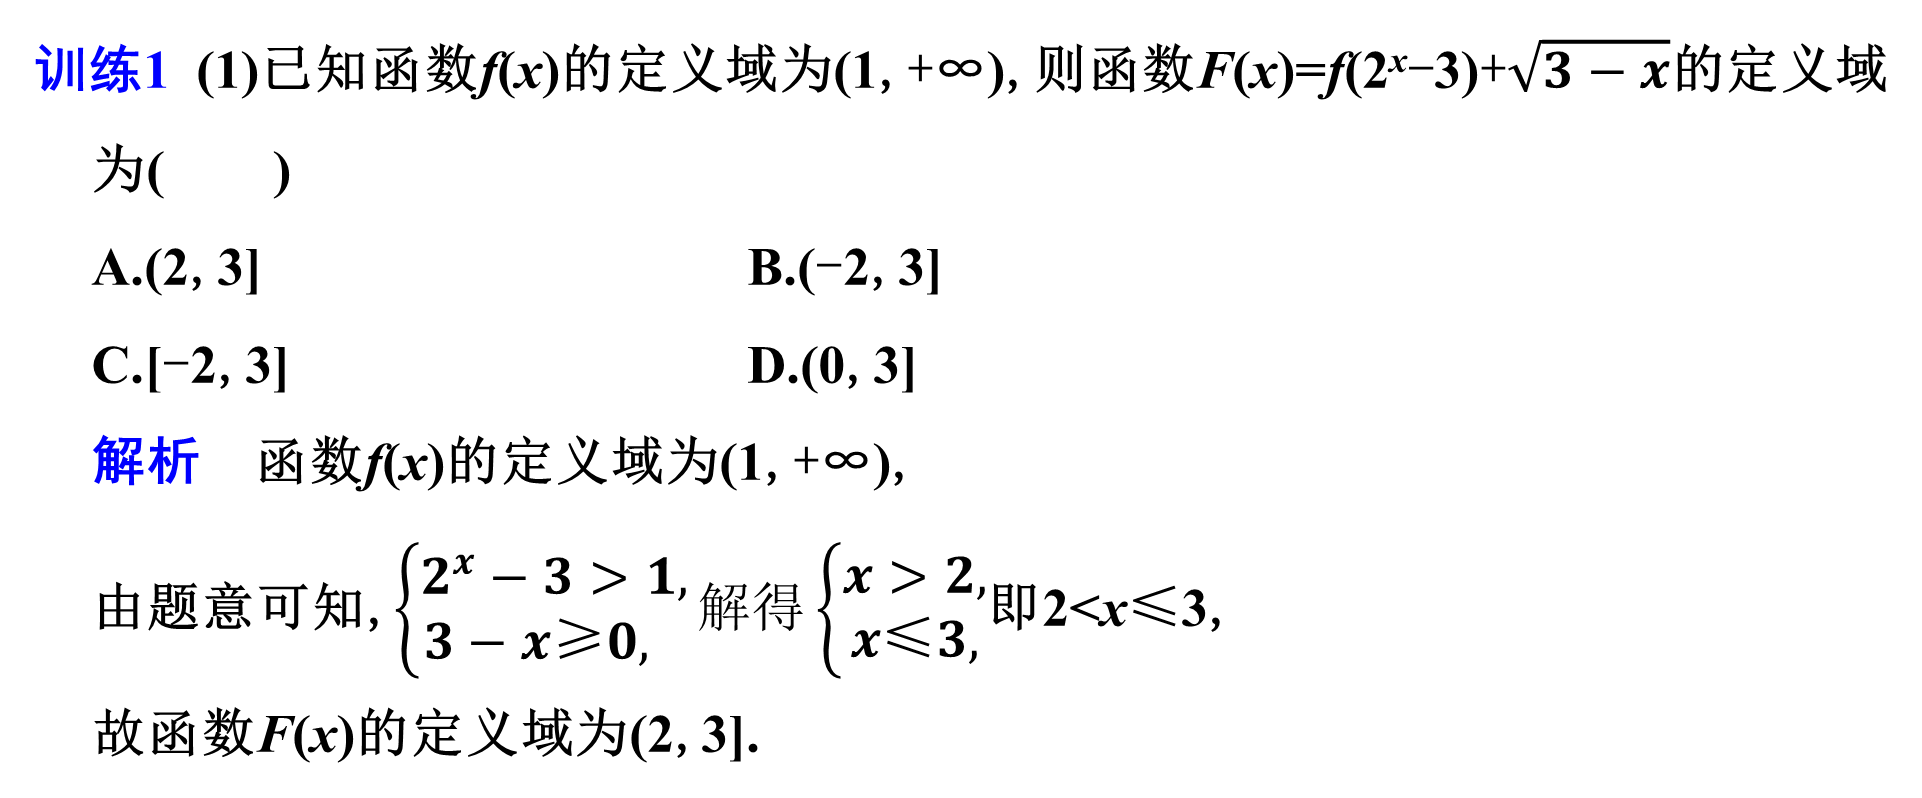 训练1 (1)已知函数f(x)的定义域为(1, +∞), 则函数F(x)=f(2ˣ−3)+√(3 − x)的定义域
为(　　)
A.(2, 3]　B.(−2, 3]
C.[−2, 3]　D.(0, 3]
解析　函数f(x)的定义域为(1, +∞),
由题意可知, {2ˣ − 3 > 1, 3 − x≥0, 解得 {x > 2, x≤3, 即2<x≤3,
故函数F(x)的定义域为(2, 3].